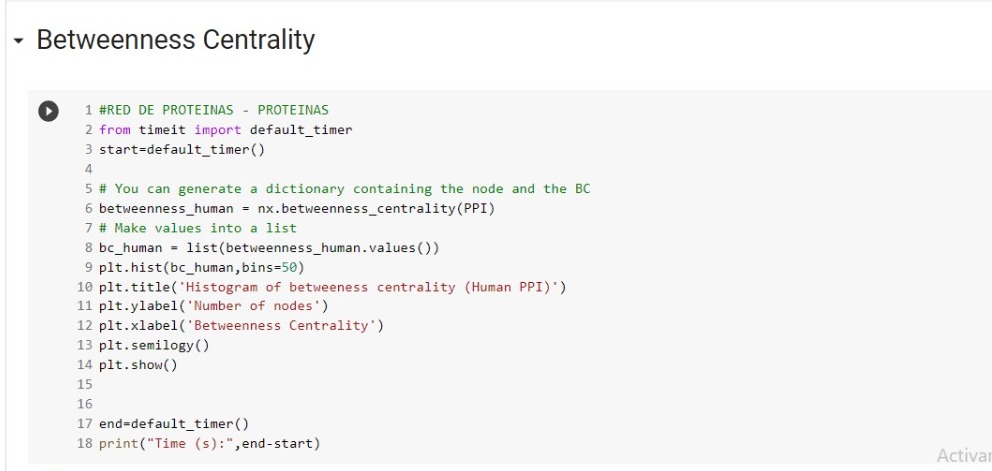 Betweenness Centrality
1 #RED DE PROTEINAS - PROTEINAS
2 from timeit import default_timer
3 start=default_timer()
4
5 # You can generate a dictionary containing the node and the BC
6 betweenness_human = nx.betweenness_centrality(PPI)
7 # Make values into a list
8 bc_human = list(betweenness_human.values())
9 plt.hist(bc_human,bins=50)
10 plt.title('Histogram of betweeness centrality (Human PPI)')
11 plt.ylabel('Number of nodes')
12 plt.xlabel('Betweenness Centrality')
13 plt.semilogy()
14 plt.show()
15
16
17 end=default_timer()
18 print("Time (s):",end-start)
Activar